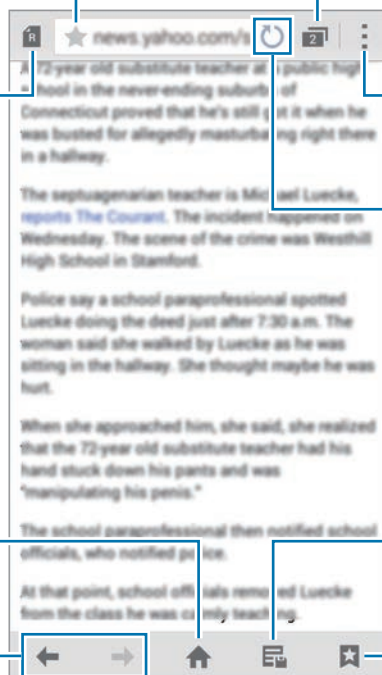 R
news.yahoo.com/s
2
A 72-year old substitute teacher at a public high
school in the never-ending suburbs of
Connecticut proved that he's still got it when he
was busted for allegedly masturbating right there
in a hallway.
The septuagenarian teacher is Michael Luecke,
reports The Courant. The incident happened on
Wednesday. The scene of the crime was Westhill
High School in Stamford.
Police say a school paraprofessional spotted
Luecke doing the deed just after 7:30 a.m. The
woman said she walked by Luecke as he was
sitting in the hallway. She thought maybe he was
hurt.
When she approached him, she said, she realized
that the 72-year old substitute teacher had his
hand stuck down his pants and was
"manipulating his penis."
The school paraprofessional then notified school
officials, who notified police.
At that point, school officials removed Luecke
from the class he was calmly teaching.